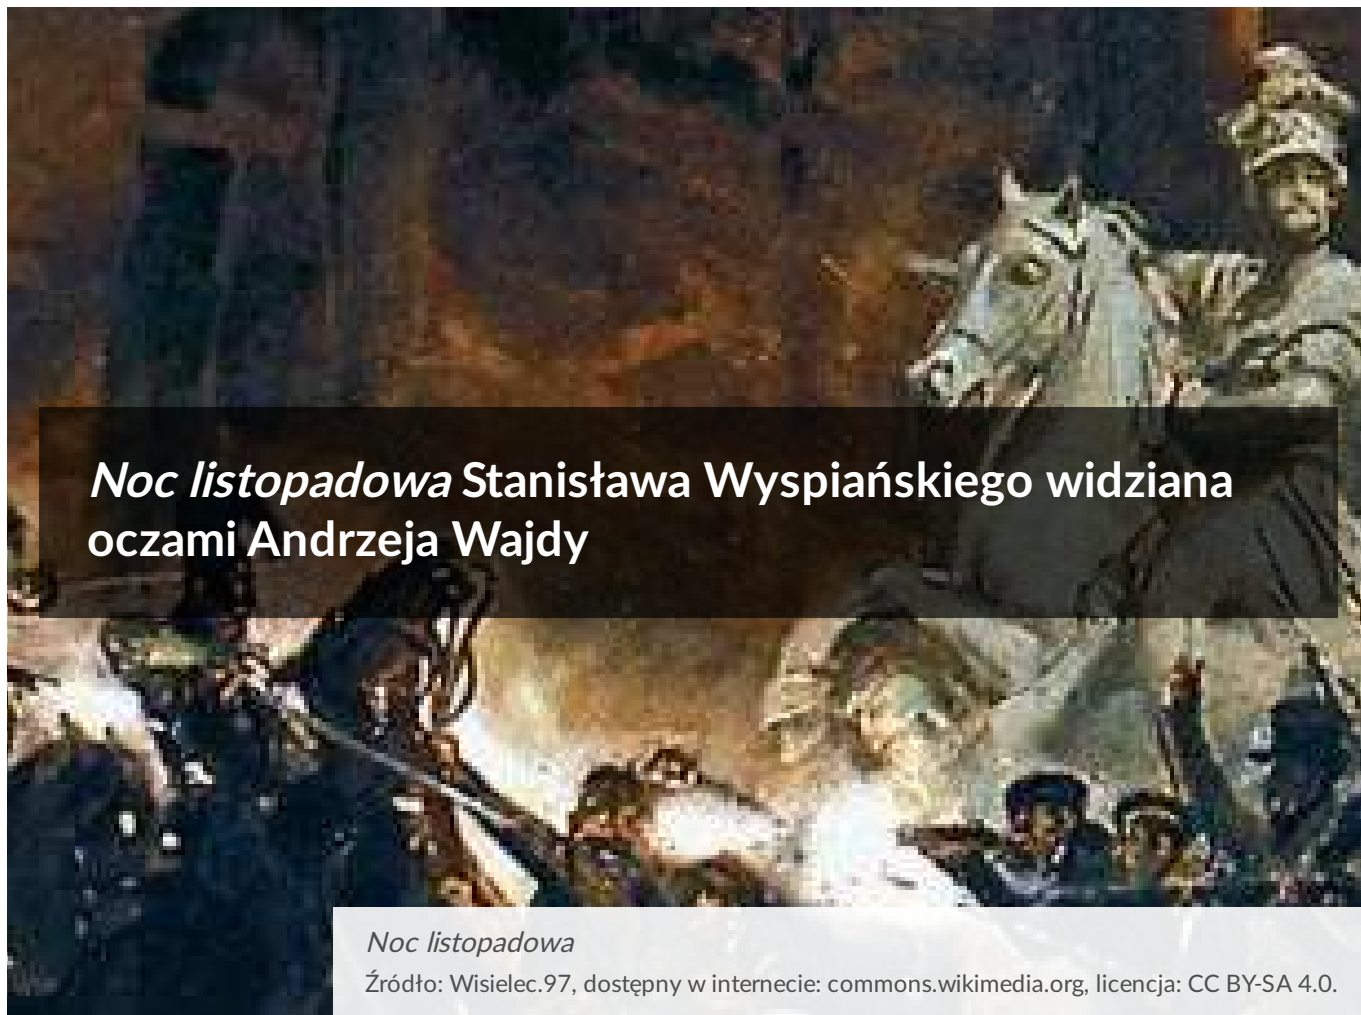 Noc listopadowa Stanisława Wyspiańskiego widziana
oczami Andrzeja Wajdy
Noc listopadowa
Źródło: Wisielec.97, dostępny w internecie: commons.wikimedia.org, licencja: CC BY-SA 4.0.